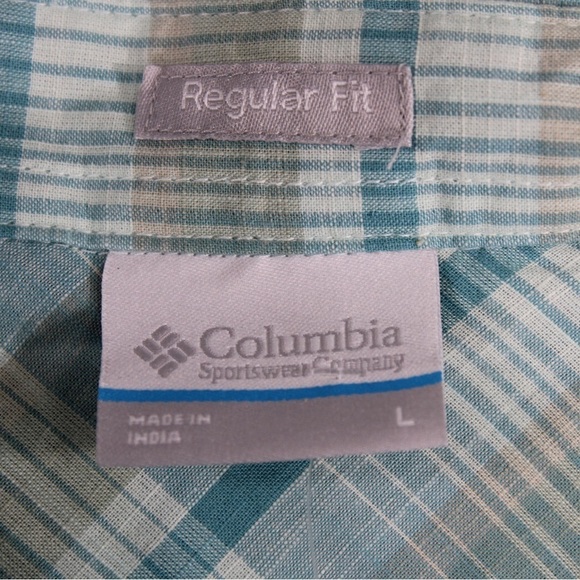 Regular Fit
Columbia
Sportswear Company
MADE IN
INDIA
L